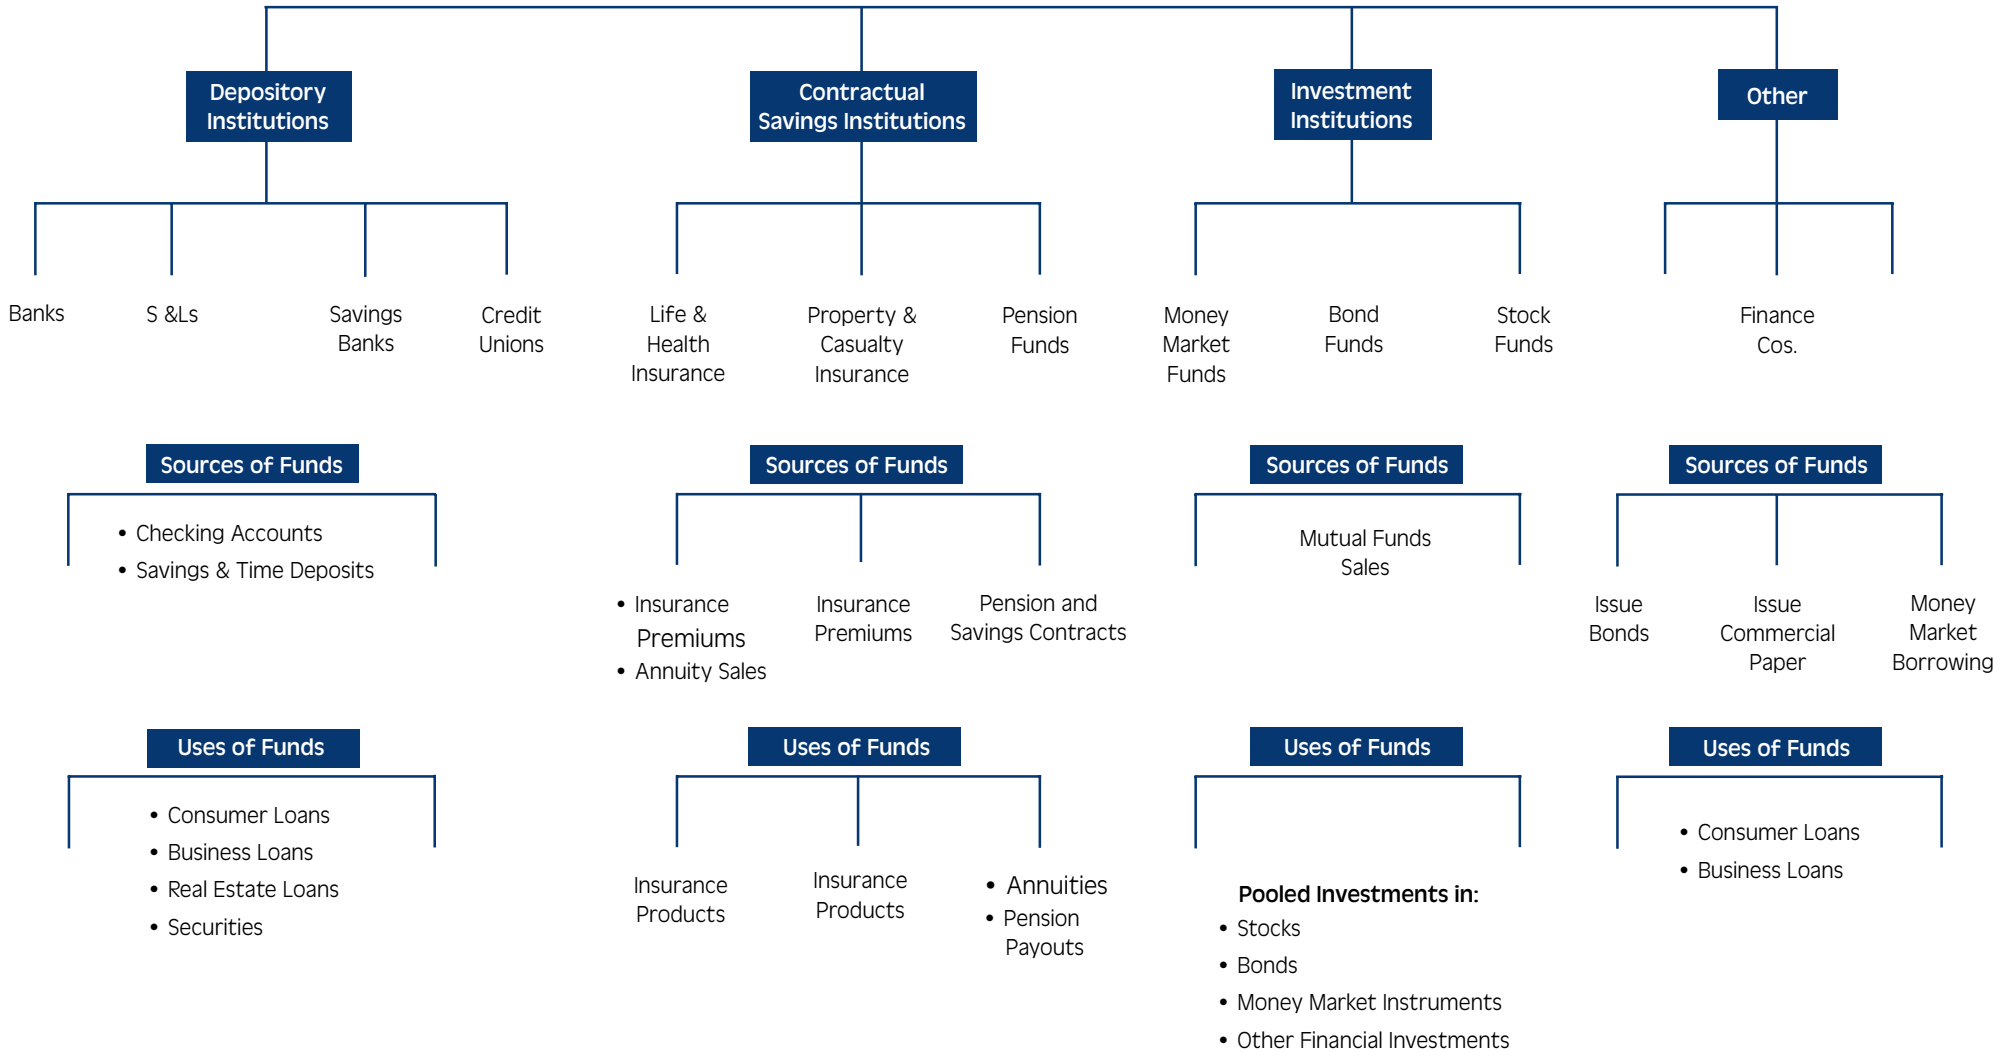 Depository
Institutions
Contractual
Savings Institutions
Investment
Institutions
Other
Banks
S &Ls
Savings
Banks
Credit
Unions
Life &
Health
Insurance
Property &
Casualty
Insurance
Pension
Funds
Money
Market
Funds
Bond
Funds
Stock
Funds
Finance
Cos.
Sources of Funds
• Checking Accounts
• Savings & Time Deposits
Sources of Funds
• Insurance
Premiums
• Annuity Sales
Insurance
Premiums
Pension and
Savings Contracts
Sources of Funds
Mutual Funds
Sales
Sources of Funds
Issue
Bonds
Issue
Commercial
Paper
Money
Market
Borrowing
Uses of Funds
• Consumer Loans
• Business Loans
• Real Estate Loans
• Securities
Uses of Funds
Insurance
Products
Insurance
Products
• Annuities
• Pension
Payouts
Uses of Funds
Pooled Investments in:
• Stocks
• Bonds
• Money Market Instruments
• Other Financial Investments
Uses of Funds
• Consumer Loans
• Business Loans